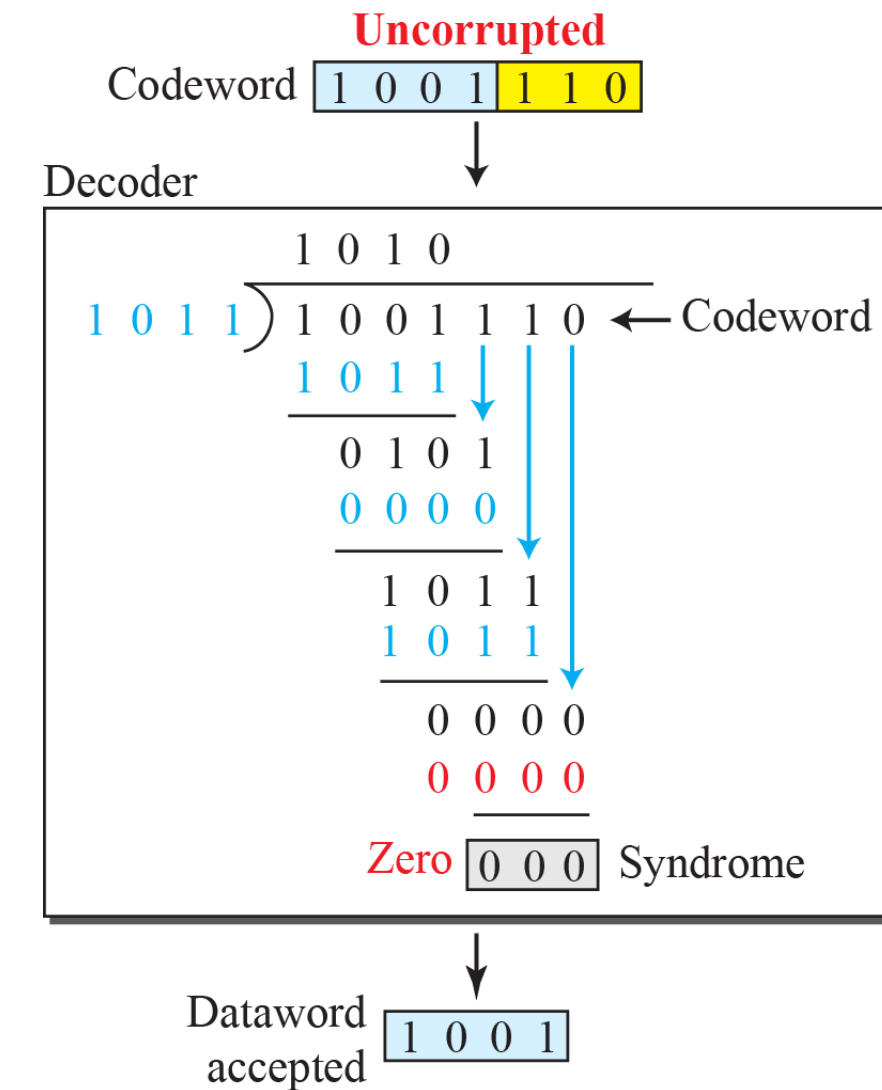 Uncorrupted
Codeword 1 0 0 1 1 1 0
Decoder
1 0 1 0
1 0 1 1 ) 1 0 0 1 1 1 0 Codeword
1 0 1 1
0 1 0 1
0 0 0 0
1 0 1 1
1 0 1 1
0 0 0 0
0 0 0 0
Zero 0 0 0 Syndrome
Dataword
accepted 1 0 0 1